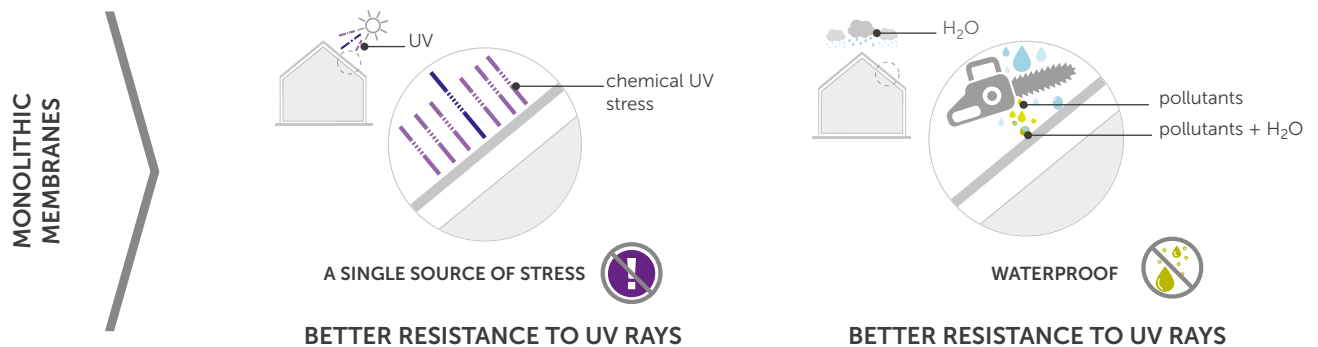 MONOLITHIC
MEMBRANES
UV
chemical UV
stress
A SINGLE SOURCE OF STRESS
!
BETTER RESISTANCE TO UV RAYS
H₂O
pollutants
pollutants + H₂O
WATERPROOF
BETTER RESISTANCE TO UV RAYS